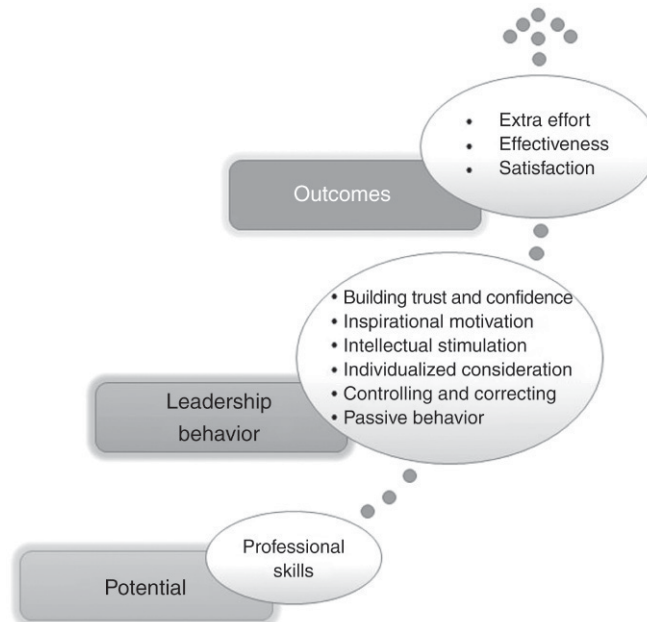 • Extra effort
• Effectiveness
• Satisfaction
Outcomes
• Building trust and confidence
• Inspirational motivation
• Intellectual stimulation
• Individualized consideration
• Controlling and correcting
• Passive behavior
Leadership
behavior
Professional
skills
Potential